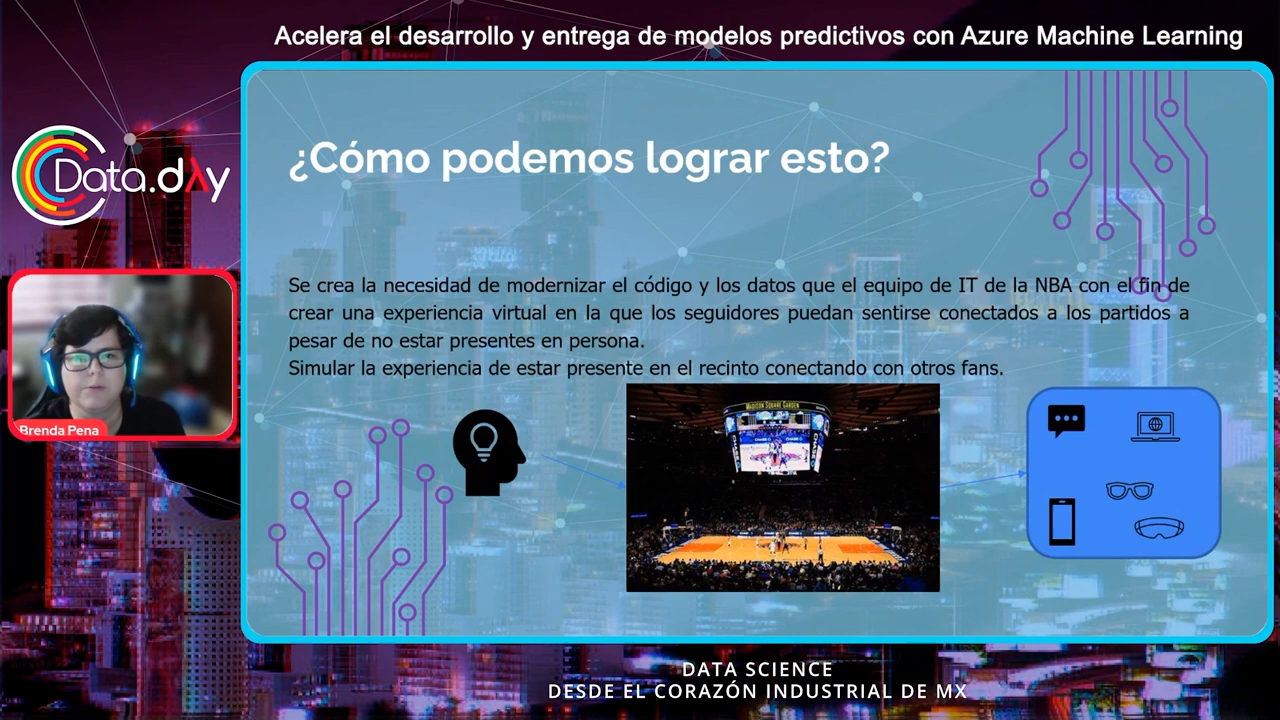 Acelera el desarrollo y entrega de modelos predictivos con Azure Machine Learning
Data.dAy
¿Cómo podemos lograr esto?
Se crea la necesidad de modernizar el código y los datos que el equipo de IT de la NBA con el fin de
crear una experiencia virtual en la que los seguidores puedan sentirse conectados a los partidos a
pesar de no estar presentes en persona.
Simular la experiencia de estar presente en el recinto conectando con otros fans.
MADISON SQUARE GARDEN
Brenda Pena
DATA SCIENCE
DESDE EL CORAZÓN INDUSTRIAL DE MX